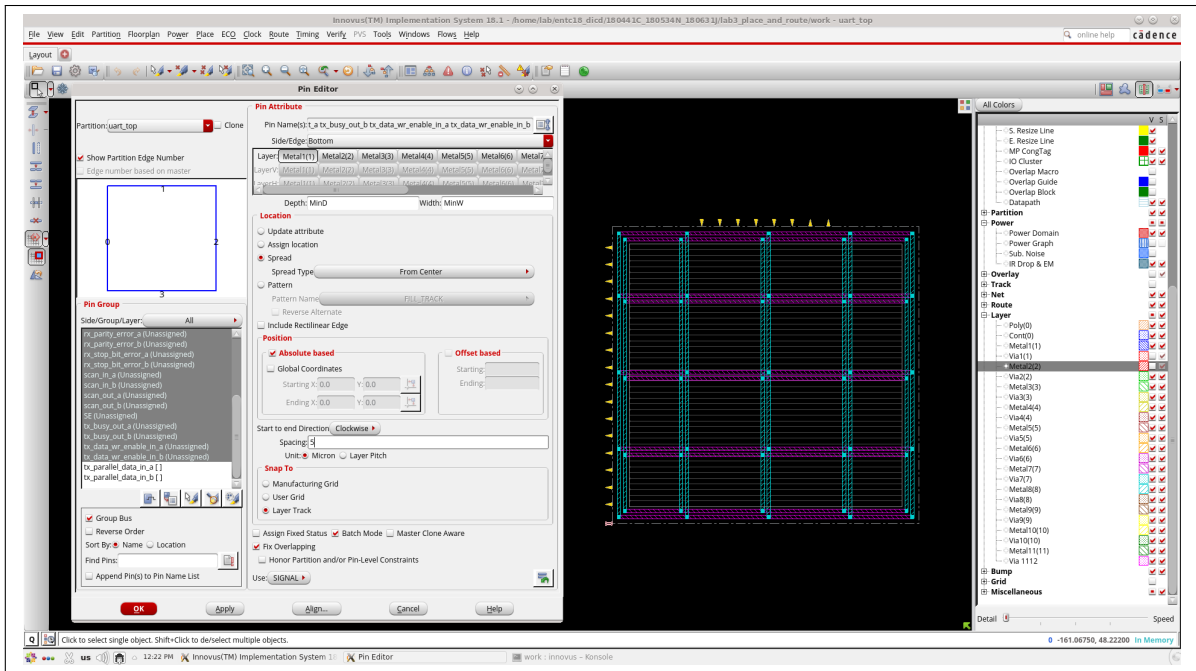 Innovus(TM) Implementation System 18.1 - /home/lab/entc18_dicd/180441C_180534N_180631J/lab3_place_and_route/work - uart_top
File View Edit Partition Floorplan Power Place ECO Clock Route Timing Verify PVS Tools Windows Flows Help
online help cādence
Layout
Pin Editor
All Colors
Partition: uart_top Clone
Show Partition Edge Number
Edge number based on master
1
0 2
3
Pin Group
Side/Group/Layer: All
rx_parity_error_a (Unassigned)
rx_parity_error_b (Unassigned)
rx_stop_bit_error_a (Unassigned)
rx_stop_bit_error_b (Unassigned)
scan_in_a (Unassigned)
scan_in_b (Unassigned)
scan_out_a (Unassigned)
scan_out_b (Unassigned)
SE (Unassigned)
tx_busy_out_a (Unassigned)
tx_busy_out_b (Unassigned)
tx_data_wr_enable_in_a (Unassigned)
tx_data_wr_enable_in_b (Unassigned)
tx_parallel_data_in_a [ ]
tx_parallel_data_in_b [ ]
Group Bus
Reverse Order
Sort By: Name Location
Find Pins:
Append Pin(s) to Pin Name List
Pin Attribute
Pin Name(s): t_a tx_busy_out_b tx_data_wr_enable_in_a tx_data_wr_enable_in_b
Side/Edge: Bottom
Layer: Metal1(1) Metal2(2) Metal3(3) Metal4(4) Metal5(5) Metal6(6) Metal7
LayerV: Metal1(1) Metal2(2) Metal3(3) Metal4(4) Metal5(5) Metal6(6) Metal7
Depth: MinD Width: MinW
Location
Update attribute
Assign location
Spread
Spread Type: From Center
Pattern
Pattern Name: FILL_TRACK
Reverse Alternate
Include Rectilinear Edge
Position
Absolute based Offset based
Global Coordinates Starting:
Starting X: 0.0 Y: 0.0 Ending:
Ending X: 0.0 Y: 0.0
Start to end Direction Clockwise
Spacing: 5
Unit: Micron Layer Pitch
Snap To
Manufacturing Grid
User Grid
Layer Track
Assign Fixed Status Batch Mode Master Clone Aware
Fix Overlapping
Honor Partition and/or Pin-Level Constraints
Use: SIGNAL
OK Apply Align... Cancel Help
V S
S. Resize Line
E. Resize Line
MP CongTag
IO Cluster
Overlap Macro
Overlap Guide
Overlap Block
Datapath
Partition
Power
Power Domain
Power Graph
Sub. Noise
IR Drop & EM
Overlay
Track
Net
Route
Layer
Poly(0)
Cont(0)
Metal1(1)
Via1(1)
Metal2(2)
Via2(2)
Metal3(3)
Via3(3)
Metal4(4)
Via4(4)
Metal5(5)
Via5(5)
Metal6(6)
Via6(6)
Metal7(7)
Via7(7)
Metal8(8)
Via8(8)
Metal9(9)
Via9(9)
Metal10(10)
Via10(10)
Metal11(11)
Via 1112
Bump
Grid
Miscellaneous
Detail Speed
Q Click to select single object. Shift+Click to de/select multiple objects. 0 -161.06750, 48.22200 In Memory
us 12:22 PM Innovus(TM) Implementation System 18 Pin Editor work : innovus - Konsole